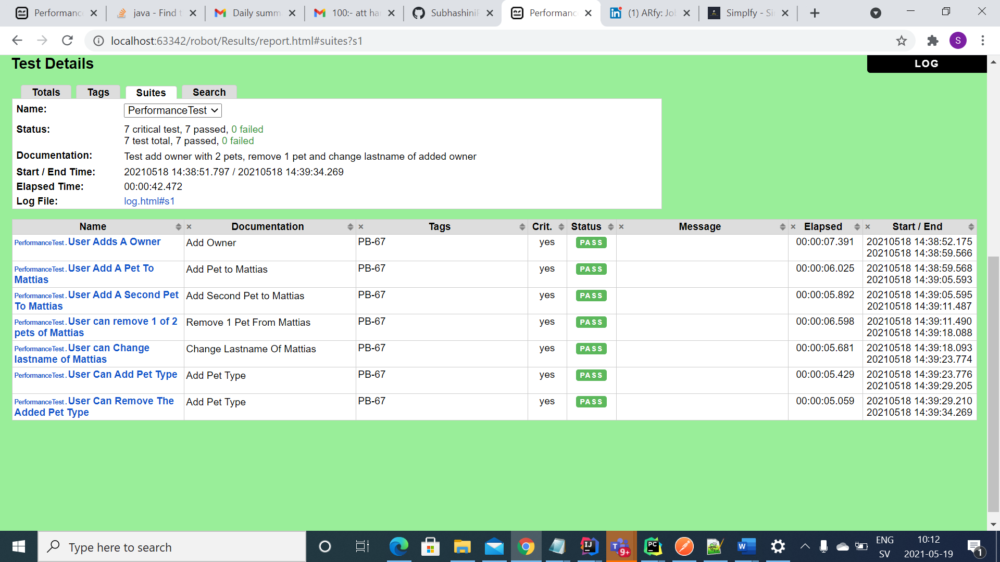 Performanc
java - Find t
Daily summ
100:- att ha
Subhashini
Performanc
(1) ARfy: Jo
Simplfy - Si
localhost:63342/robot/Results/report.html#suites?s1
S
Test Details
LOG
Totals
Tags
Suites
Search
Name: PerformanceTest
Status: 7 critical test, 7 passed, 0 failed
7 test total, 7 passed, 0 failed
Documentation: Test add owner with 2 pets, remove 1 pet and change lastname of added owner
Start / End Time: 20210518 14:38:51.797 / 20210518 14:39:34.269
Elapsed Time: 00:00:42.472
Log File: log.html#s1
Name × Documentation × Tags Crit. Status × Message × Elapsed × Start / End
PerformanceTest . User Adds A Owner Add Owner PB-67 yes PASS 00:00:07.391 20210518 14:38:52.175
20210518 14:38:59.566
PerformanceTest . User Add A Pet To Add Pet to Mattias PB-67 yes PASS 00:00:06.025 20210518 14:38:59.568
Mattias 20210518 14:39:05.593
PerformanceTest . User Add A Second Pet Add Second Pet to Mattias PB-67 yes PASS 00:00:05.892 20210518 14:39:05.595
To Mattias 20210518 14:39:11.487
PerformanceTest . User can remove 1 of 2 Remove 1 Pet From Mattias PB-67 yes PASS 00:00:06.598 20210518 14:39:11.490
pets of Mattias 20210518 14:39:18.088
PerformanceTest . User can Change Change Lastname Of Mattias PB-67 yes PASS 00:00:05.681 20210518 14:39:18.093
lastname of Mattias 20210518 14:39:23.774
PerformanceTest . User Can Add Pet Type Add Pet Type PB-67 yes PASS 00:00:05.429 20210518 14:39:23.776
20210518 14:39:29.205
PerformanceTest . User Can Remove The Add Pet Type PB-67 yes PASS 00:00:05.059 20210518 14:39:29.210
Added Pet Type 20210518 14:39:34.269
Type here to search
IJ
T
9+
PC
W
ENG
SV
10:12
2021-05-19
1